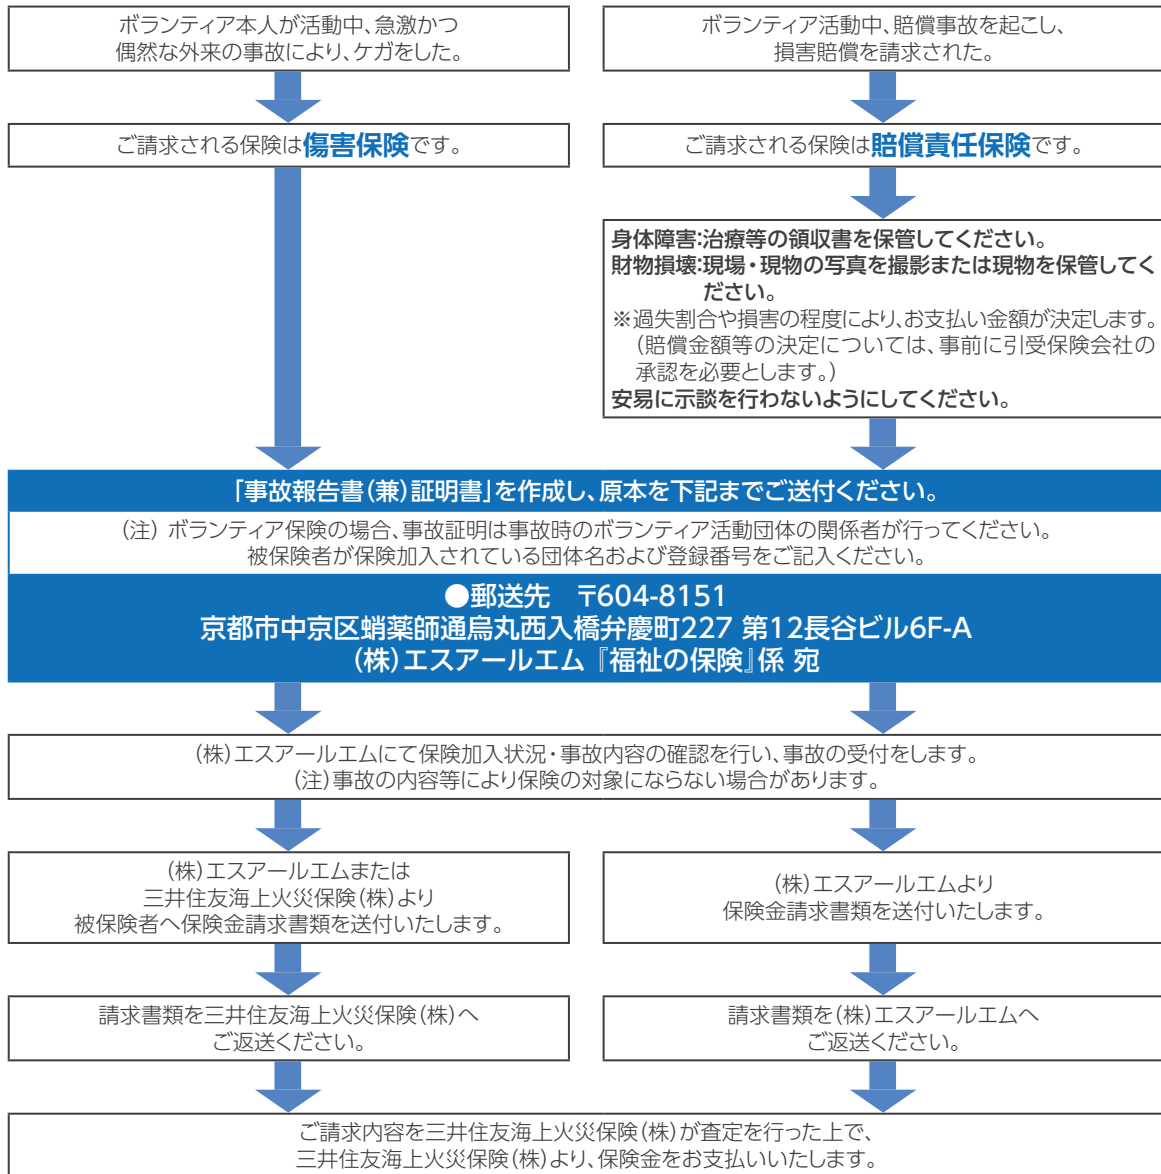 ボランティア本人が活動中、急激かつ
偶然な外来の事故により、ケガをした。
ボランティア活動中、賠償事故を起こし、
損害賠償を請求された。
ご請求される保険は傷害保険です。
ご請求される保険は賠償責任保険です。
身体障害:治療等の領収書を保管してください。
財物損壊:現場・現物の写真を撮影または現物を保管してく
ださい。
※過失割合や損害の程度により、お支払い金額が決定します。
(賠償金額等の決定については、事前に引受保険会社の
承認を必要とします。)
安易に示談を行わないようにしてください。
「事故報告書(兼)証明書」を作成し、原本を下記までご送付ください。
(注) ボランティア保険の場合、事故証明は事故時のボランティア活動団体の関係者が行ってください。
被保険者が保険加入されている団体名および登録番号をご記入ください。
●郵送先 〒604-8151
京都市中京区蛸薬師通烏丸西入橋弁慶町227 第12長谷ビル6F-A
(株)エスアールエム『福祉の保険』係 宛
(株)エスアールエムにて保険加入状況・事故内容の確認を行い、事故の受付をします。
(注)事故の内容等により保険の対象にならない場合があります。
(株)エスアールエムまたは
三井住友海上火災保険(株)より
被保険者へ保険金請求書類を送付いたします。
(株)エスアールエムより
保険金請求書類を送付いたします。
請求書類を三井住友海上火災保険(株)へ
ご返送ください。
請求書類を(株)エスアールエムへ
ご返送ください。
ご請求内容を三井住友海上火災保険(株)が査定を行った上で、
三井住友海上火災保険(株)より、保険金をお支払いいたします。